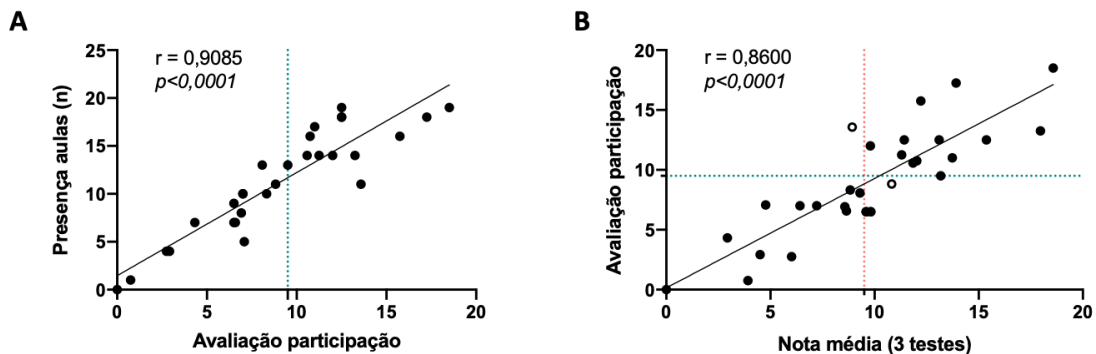 A
r = 0,9085
p<0,0001
Presença aulas (n)
25
20
15
10
5
0
0
5
10
15
20
Avaliação participação
B
r = 0,8600
p<0,0001
Avaliação participação
20
15
10
5
0
0
5
10
15
20
Nota média (3 testes)